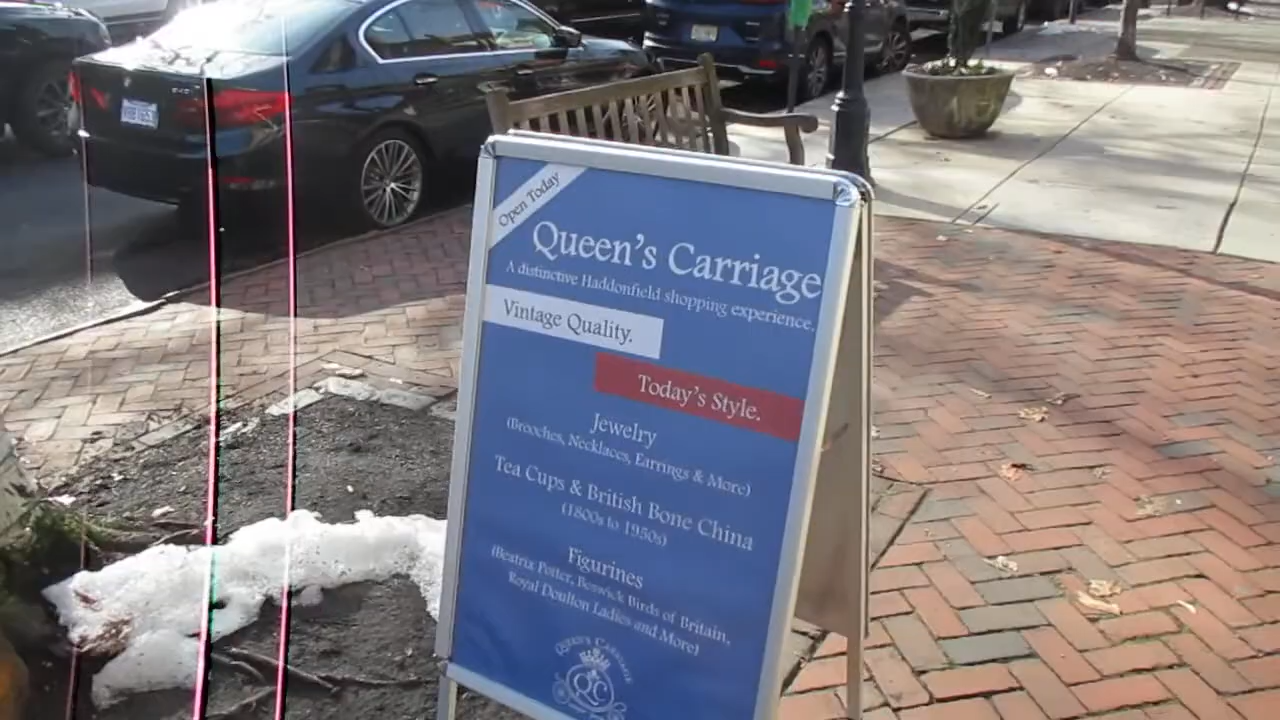 Open Today
Queen's Carriage
A distinctive Haddonfield shopping experience.
Vintage Quality.
Today's Style.
Jewelry
(Brooches, Necklaces, Earrings & More)
Tea Cups & British Bone China
(1800s to 1950s)
Figurines
(Beatrix Potter, Beswick Birds of Britain,
Royal Doulton Ladies and More)
Queen's Carriage
QC